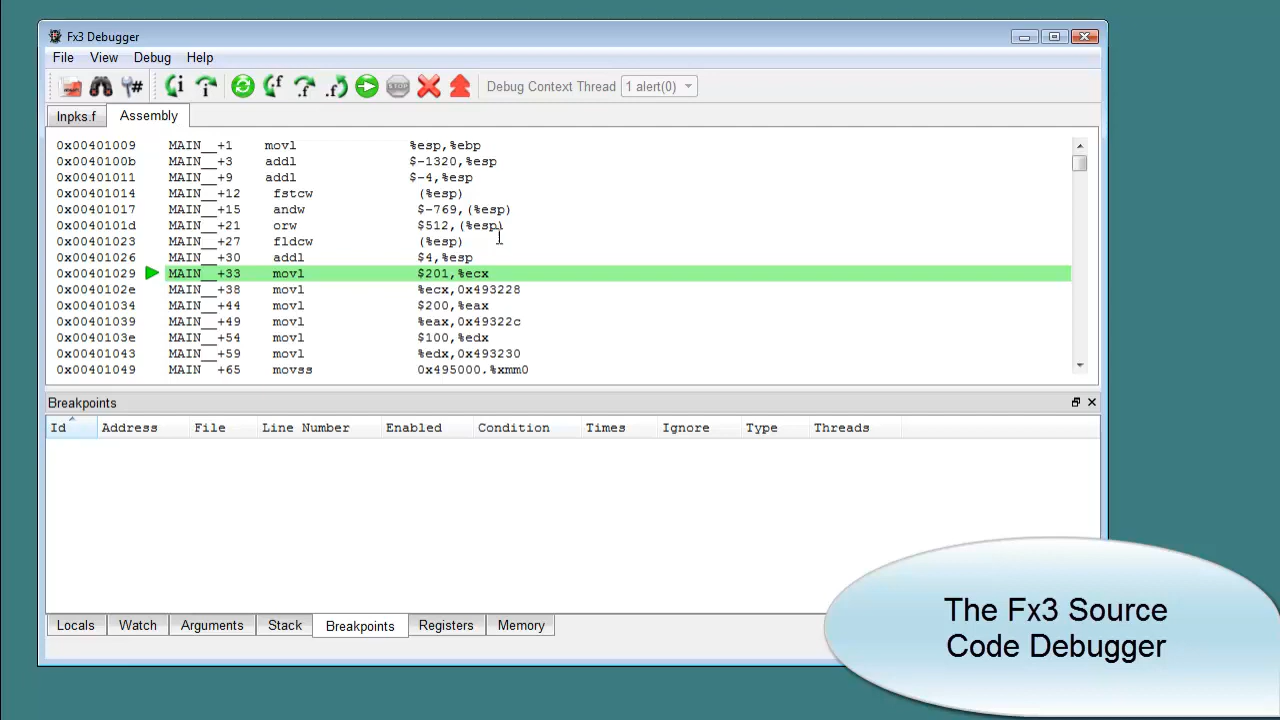 Fx3 Debugger
File View Debug Help
Debug Context Thread 1 alert(0)
lnpks.f Assembly
0x00401009 MAIN__+1 movl %esp,%ebp
0x0040100b MAIN__+3 addl $-1320,%esp
0x00401011 MAIN__+9 addl $-4,%esp
0x00401014 MAIN__+12 fstcw (%esp)
0x00401017 MAIN__+15 andw $-769,(%esp)
0x0040101d MAIN__+21 orw $512,(%esp)
0x00401023 MAIN__+27 fldcw (%esp)
0x00401026 MAIN__+30 addl $4,%esp
0x00401029 MAIN__+33 movl $201,%ecx
0x0040102e MAIN__+38 movl %ecx,0x493228
0x00401034 MAIN__+44 movl $200,%eax
0x00401039 MAIN__+49 movl %eax,0x49322c
0x0040103e MAIN__+54 movl $100,%edx
0x00401043 MAIN__+59 movl %edx,0x493230
0x00401049 MAIN__+65 movss 0x495000,%xmm0
Breakpoints
Id Address File Line Number Enabled Condition Times Ignore Type Threads
Locals Watch Arguments Stack Breakpoints Registers Memory
The Fx3 Source
Code Debugger